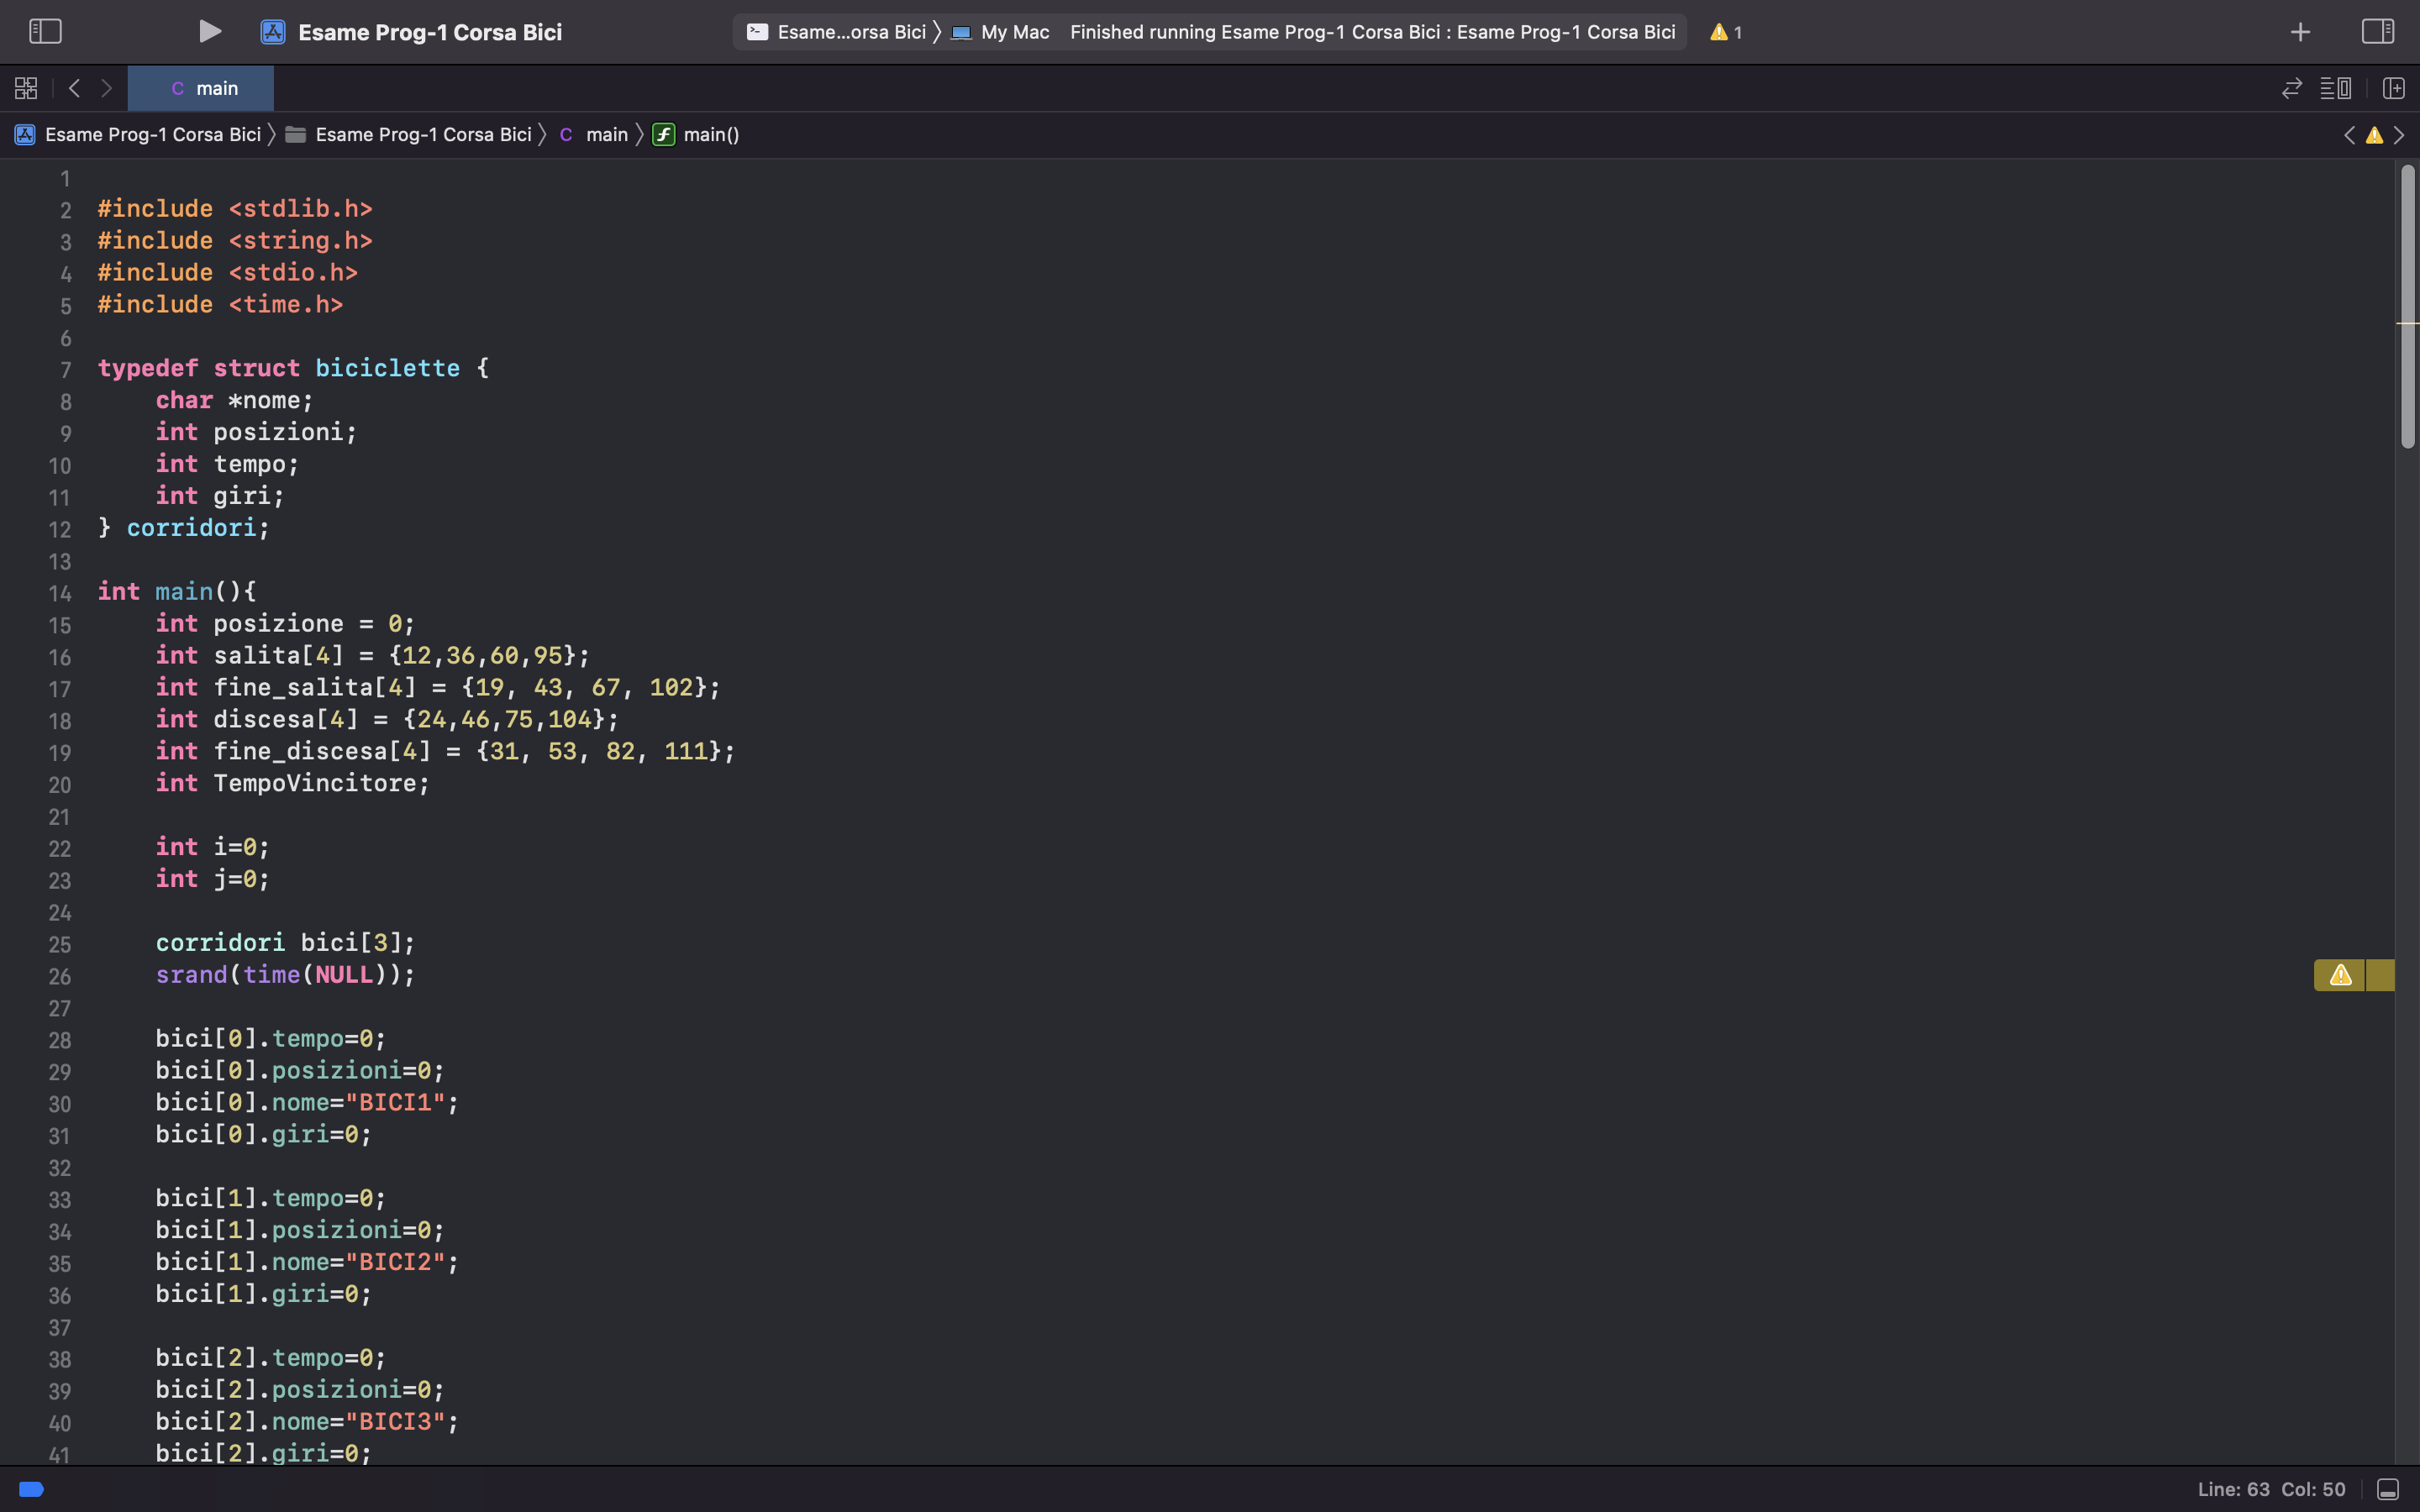 Esame Prog-1 Corsa Bici
Esame...orsa Bici 〉 My Mac Finished running Esame Prog-1 Corsa Bici : Esame Prog-1 Corsa Bici 1
C main
Esame Prog-1 Corsa Bici 〉 Esame Prog-1 Corsa Bici 〉 C main 〉 f main()
1
2 #include <stdlib.h>
3 #include <string.h>
4 #include <stdio.h>
5 #include <time.h>
6
7 typedef struct biciclette {
8     char *nome;
9     int posizioni;
10     int tempo;
11     int giri;
12 } corridori;
13
14 int main(){
15     int posizione = 0;
16     int salita[4] = {12,36,60,95};
17     int fine_salita[4] = {19, 43, 67, 102};
18     int discesa[4] = {24,46,75,104};
19     int fine_discesa[4] = {31, 53, 82, 111};
20     int TempoVincitore;
21
22     int i=0;
23     int j=0;
24
25     corridori bici[3];
26     srand(time(NULL));
27
28     bici[0].tempo=0;
29     bici[0].posizioni=0;
30     bici[0].nome="BICI1";
31     bici[0].giri=0;
32
33     bici[1].tempo=0;
34     bici[1].posizioni=0;
35     bici[1].nome="BICI2";
36     bici[1].giri=0;
37
38     bici[2].tempo=0;
39     bici[2].posizioni=0;
40     bici[2].nome="BICI3";
41     bici[2].giri=0;
Line: 63 Col: 50